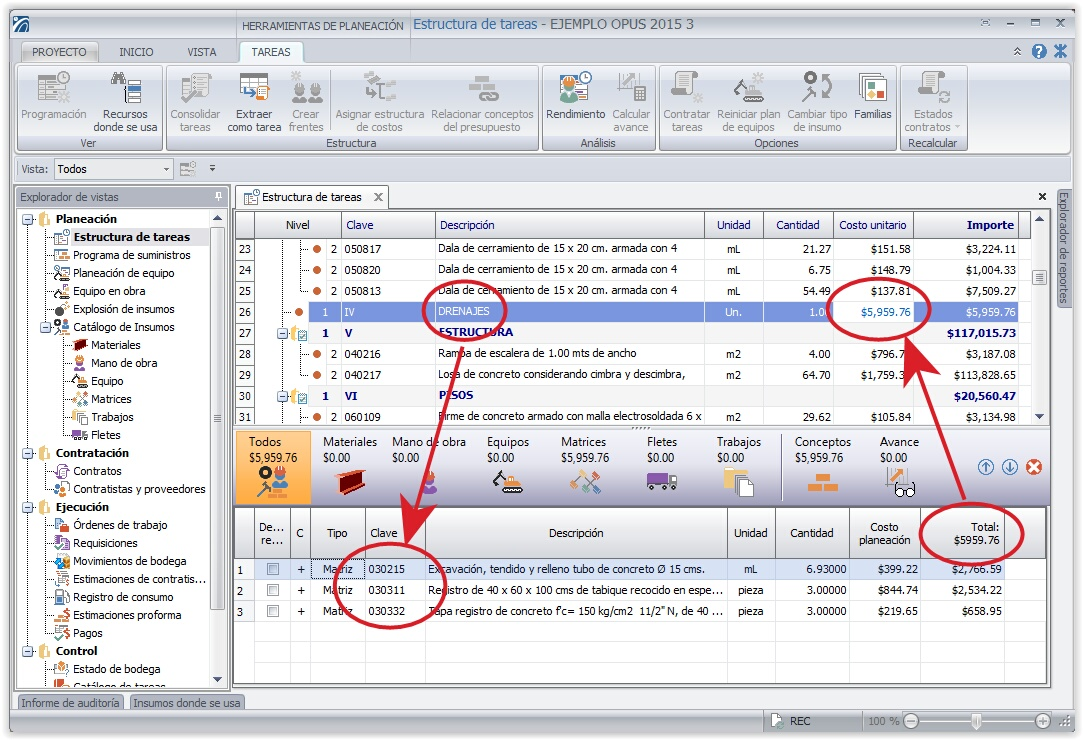 HERRAMIENTAS DE PLANEACIÓN Estructura de tareas - EJEMPLO OPUS 2015 3
PROYECTO INICIO VISTA TAREAS
Programación
Recursos donde se usa
Ver
Consolidar tareas
Extraer como tarea
Crear frentes
Asignar estructura de costos
Relacionar conceptos del presupuesto
Estructura
Rendimiento
Calcular avance
Análisis
Contratar tareas
Reiniciar plan de equipos
Cambiar tipo de insumo
Familias
Opciones
Estados contratos
Recalcular
Vista: Todos
Explorador de vistas
Planeación
Estructura de tareas
Programa de suministros
Planeación de equipo
Equipo en obra
Explosión de insumos
Catálogo de Insumos
Materiales
Mano de obra
Equipo
Matrices
Trabajos
Fletes
Contratación
Contratos
Contratistas y proveedores
Ejecución
Órdenes de trabajo
Requisiciones
Movimientos de bodega
Estimaciones de contratis...
Registro de consumo
Estimaciones proforma
Pagos
Control
Estado de bodega
Catálogo de tareas
Estructura de tareas
Explorador de reportes
Nivel Clave Descripción Unidad Cantidad Costo unitario Importe
23 2 050817 Dala de cerramiento de 15 x 20 cm. armada con 4 mL 21.27 $151.58 $3,224.11
24 2 050820 Dala de cerramiento de 15 x 20 cm. armada con 4 mL 6.75 $148.79 $1,004.33
25 2 050813 Dala de cerramiento de 15 x 20 cm. armada con 4 mL 54.49 $137.81 $7,509.27
26 1 IV DRENAJES Un. 1.00 $5,959.76 $5,959.76
27 1 V ESTRUCTURA $117,015.73
28 2 040216 Rampa de escalera de 1.00 mts de ancho m2 4.00 $796.7 $3,187.08
29 2 040217 Losa de concreto considerando cimbra y descimbra, m2 64.70 $1,759.3 $113,828.65
30 1 VI PISOS $20,560.47
31 2 060109 Firme de concreto armado con malla electrosoldada 6 x m2 29.62 $105.84 $3,134.98
Todos Materiales Mano de obra Equipos Matrices Fletes Trabajos Conceptos Avance
$5,959.76 $0.00 $0.00 $0.00 $5,959.76 $0.00 $0.00 $5,959.76 $0.00
De... re... C Tipo Clave Descripción Unidad Cantidad Costo planeación Total: $5959.76
1 + Matriz 030215 Excavación, tendido y relleno tubo de concreto Ø 15 cms. mL 6.93000 $399.22 $2,766.59
2 + Matriz 030311 Registro de 40 x 60 x 100 cms de tabique recocido en espe... pieza 3.00000 $844.74 $2,534.22
3 + Matriz 030332 Tapa registro de concreto f'c= 150 kg/cm2 11/2" N, de 40 ... pieza 3.00000 $219.65 $658.95
Informe de auditoría Insumos donde se usa
REC 100 %